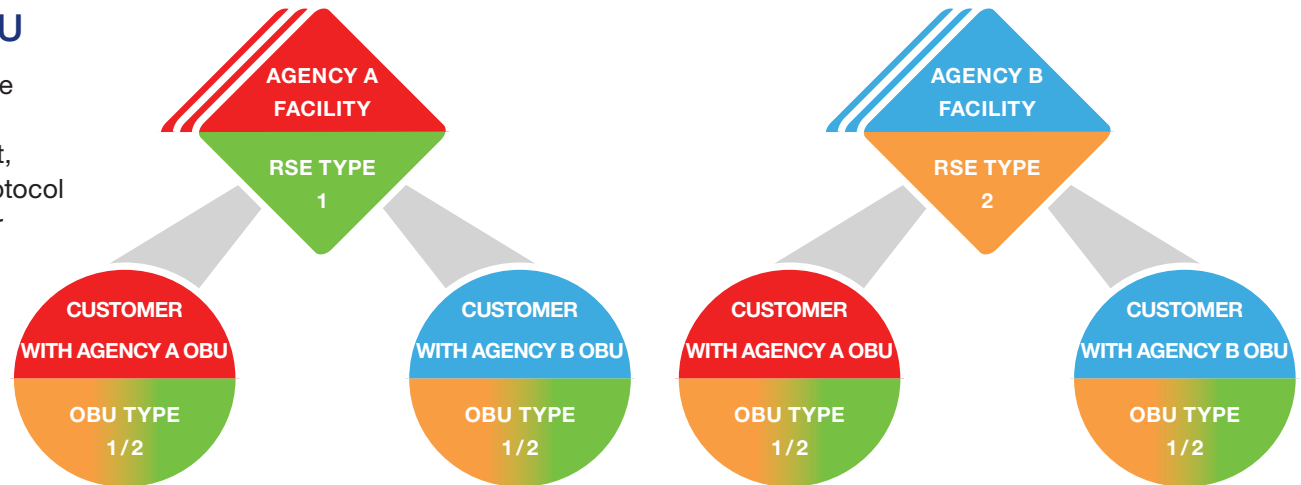 U
e
t,
otocol
r
AGENCY A
FACILITY
RSE TYPE
1
CUSTOMER
WITH AGENCY A OBU
OBU TYPE
1/2
CUSTOMER
WITH AGENCY B OBU
OBU TYPE
1/2
AGENCY B
FACILITY
RSE TYPE
2
CUSTOMER
WITH AGENCY A OBU
OBU TYPE
1/2
CUSTOMER
WITH AGENCY B OBU
OBU TYPE
1/2